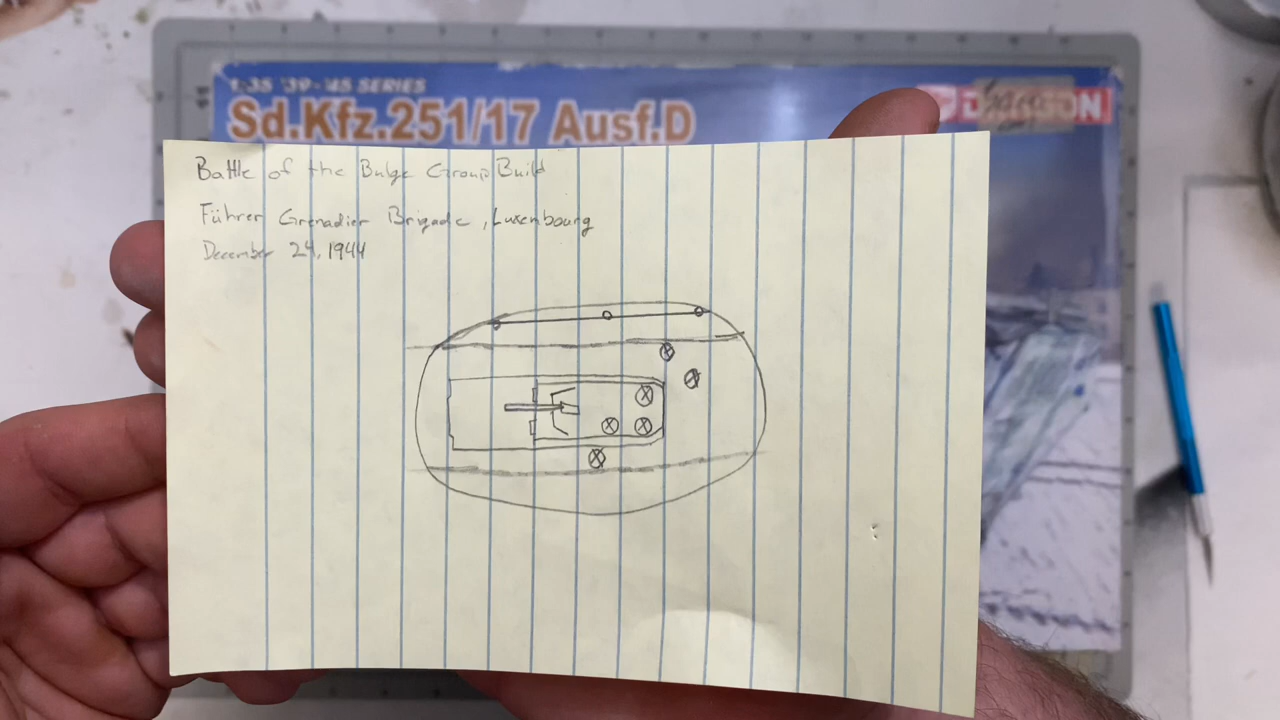 1:35 '39-'45 SERIES
Sd.Kfz.251/17 Ausf.D
Battle of the Bulge Group Build
Führer Grenadier Brigade, Luxembourg
December 24, 1944